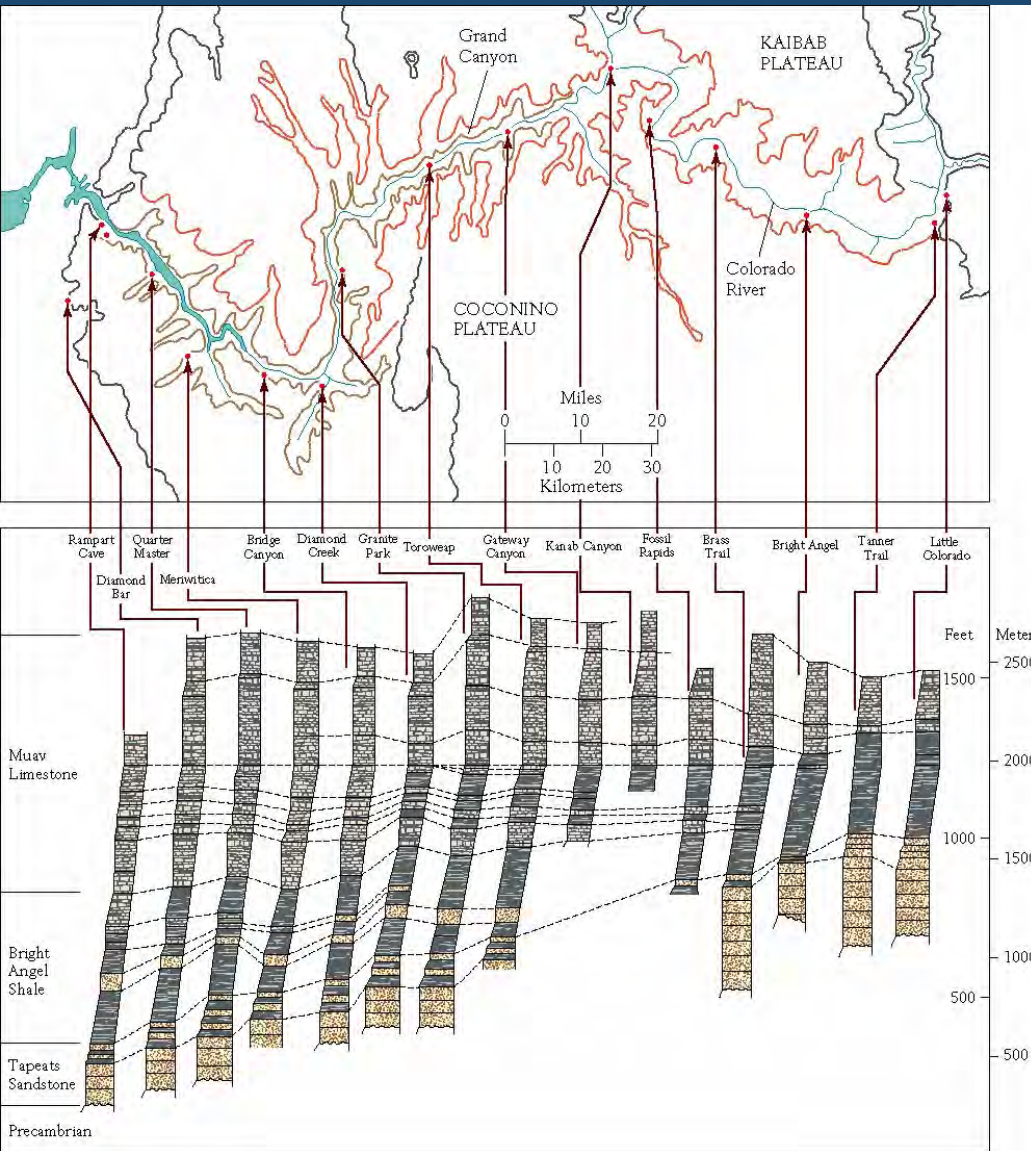 Grand
Canyon
KAIBAB
PLATEAU
COCONINO
PLATEAU
Colorado
River
Miles
0 10 20
10 20 30
Kilometers
Rampart
Cave
Diamond
Bar
Quarter
Master
Meriwitica
Bridge
Canyon
Diamond
Creek
Granite
Park
Toroweap
Gateway
Canyon
Kanab Canyon
Fossil
Rapids
Brass
Trail
Bright Angel
Tanner
Trail
Little
Colorado
Feet Meters
2500
1500
2000
1000
1500
1000
500
500
Muav
Limestone
Bright
Angel
Shale
Tapeats
Sandstone
Precambrian